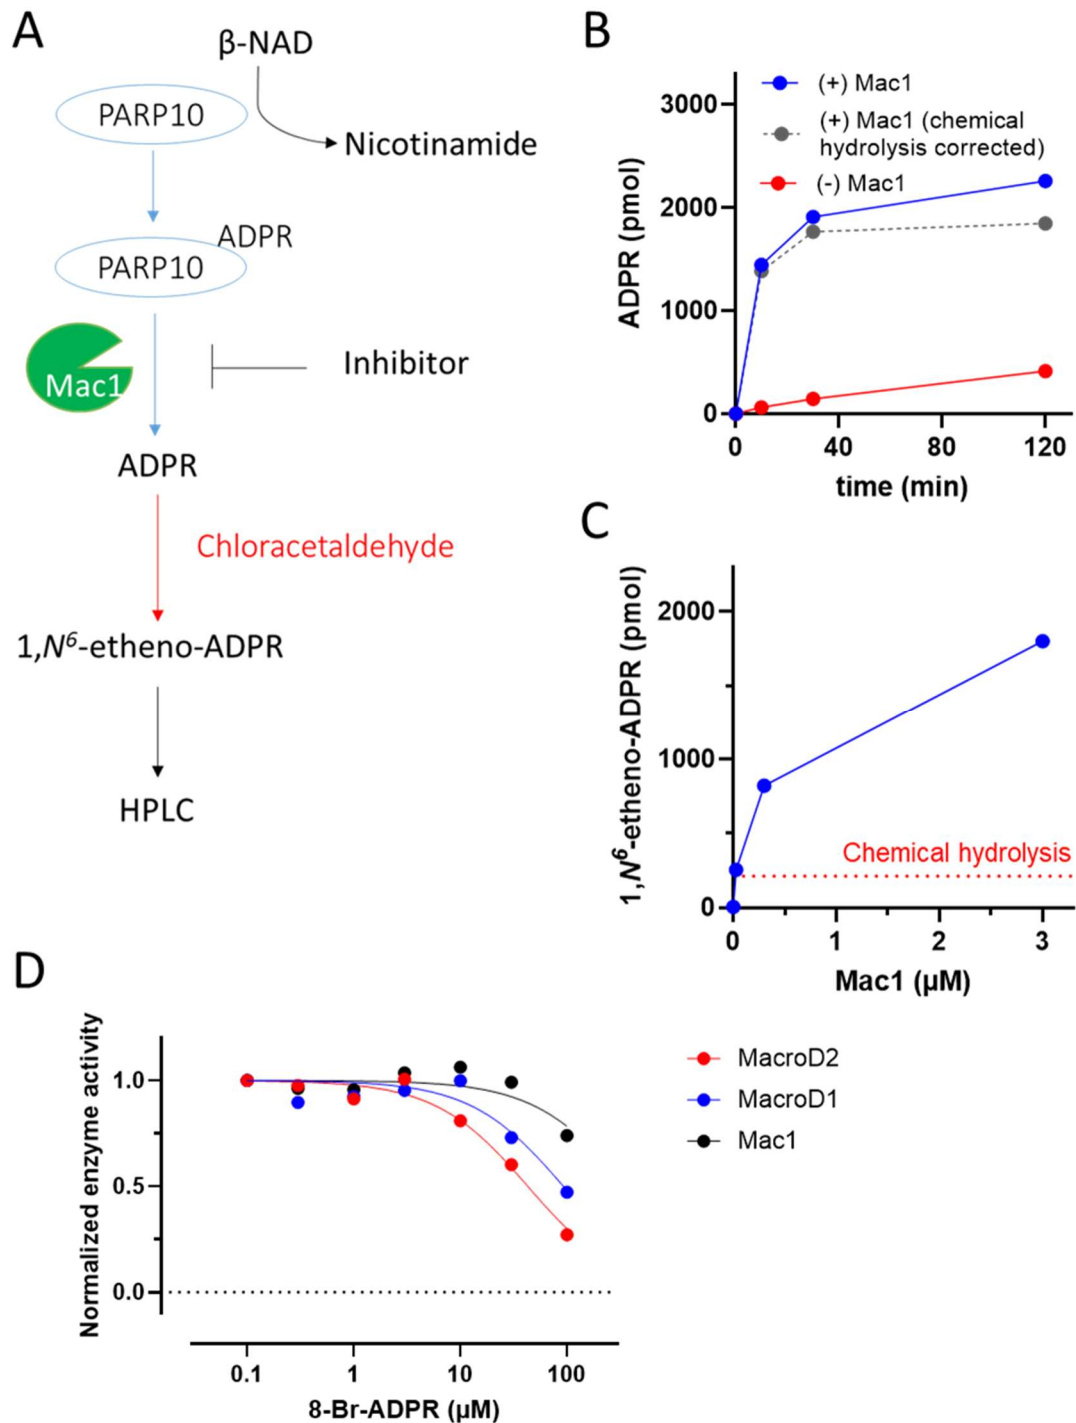 A
β-NAD
PARP10
Nicotinamide
ADPR
PARP10
Mac1
Inhibitor
ADPR
Chloracetaldehyde
1,N⁶-etheno-ADPR
HPLC
B
(+) Mac1
(+) Mac1 (chemical
hydrolysis corrected)
(-) Mac1
ADPR (pmol)
3000
2000
1000
0
0 40 80 120
time (min)
C
1,N⁶-etheno-ADPR (pmol)
2000
1000
0
Chemical hydrolysis
0 1 2 3
Mac1 (μM)
D
Normalized enzyme activity
1.0
0.5
0.0
0.1 1 10 100
8-Br-ADPR (μM)
MacroD2
MacroD1
Mac1